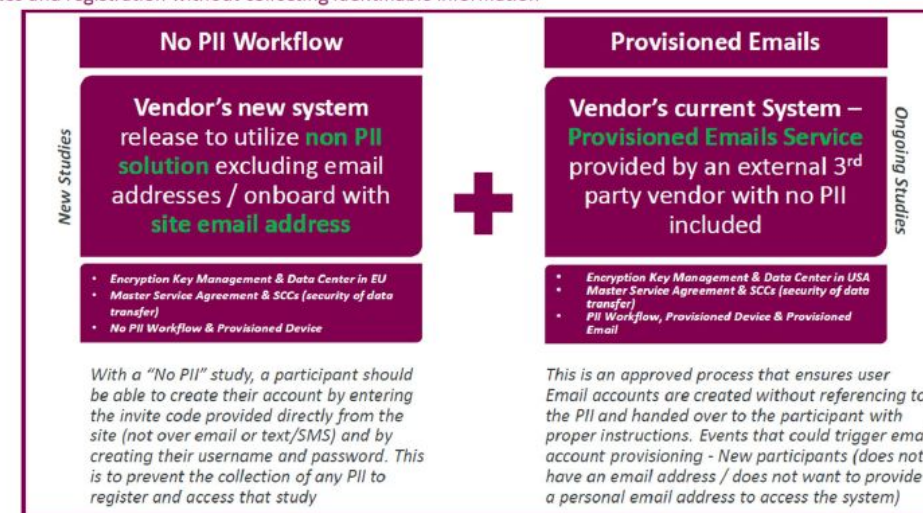 and registration without collecting identifiable information
No PII Workflow
Vendor's new system
release to utilize non PII
solution excluding email
addresses / onboard with
site email address
New Studies
• Encryption Key Management & Data Center in EU
• Master Service Agreement & SCCs (security of data
transfer)
• No PII Workflow & Provisioned Device
With a "No PII" study, a participant should
be able to create their account by entering
the invite code provided directly from the
site (not over email or text/SMS) and by
creating their username and password. This
is to prevent the collection of any PII to
register and access that study
Provisioned Emails
Vendor's current System –
Provisioned Emails Service
provided by an external 3rd
party vendor with no PII
included
Ongoing Studies
• Encryption Key Management & Data Center in USA
• Master Service Agreement & SCCs (security of data
transfer)
• PII Workflow, Provisioned Device & Provisioned
Email
This is an approved process that ensures user
Email accounts are created without referencing to
the PII and handed over to the participant with
proper instructions. Events that could trigger ema
account provisioning - New participants (does not
have an email address / does not want to provide
a personal email address to access the system)